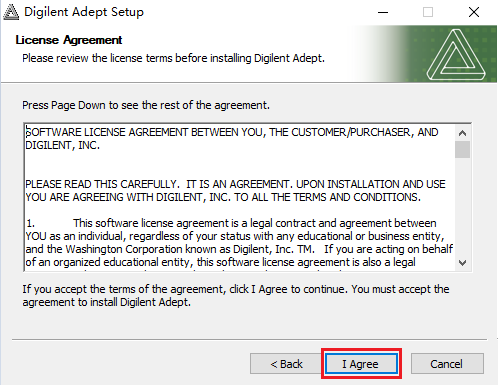 Digilent Adept Setup
License Agreement
Please review the license terms before installing Digilent Adept.
Press Page Down to see the rest of the agreement.
SOFTWARE LICENSE AGREEMENT BETWEEN YOU, THE CUSTOMER/PURCHASER, AND
DIGILENT, INC.
PLEASE READ THIS CAREFULLY.  IT IS AN AGREEMENT. UPON INSTALLATION AND USE
YOU ARE AGREEING WITH DIGILENT, INC. TO ALL THE TERMS AND CONDITIONS.
1. This software license agreement is a legal contract and agreement between
YOU as an individual, regardless of your status with any educational or business entity,
and the Washington Corporation known as Digilent, Inc. TM.  If you are acting on behalf
of an organized educational entity, this software license agreement is also a legal
If you accept the terms of the agreement, click I Agree to continue. You must accept the
agreement to install Digilent Adept.
< Back
I Agree
Cancel